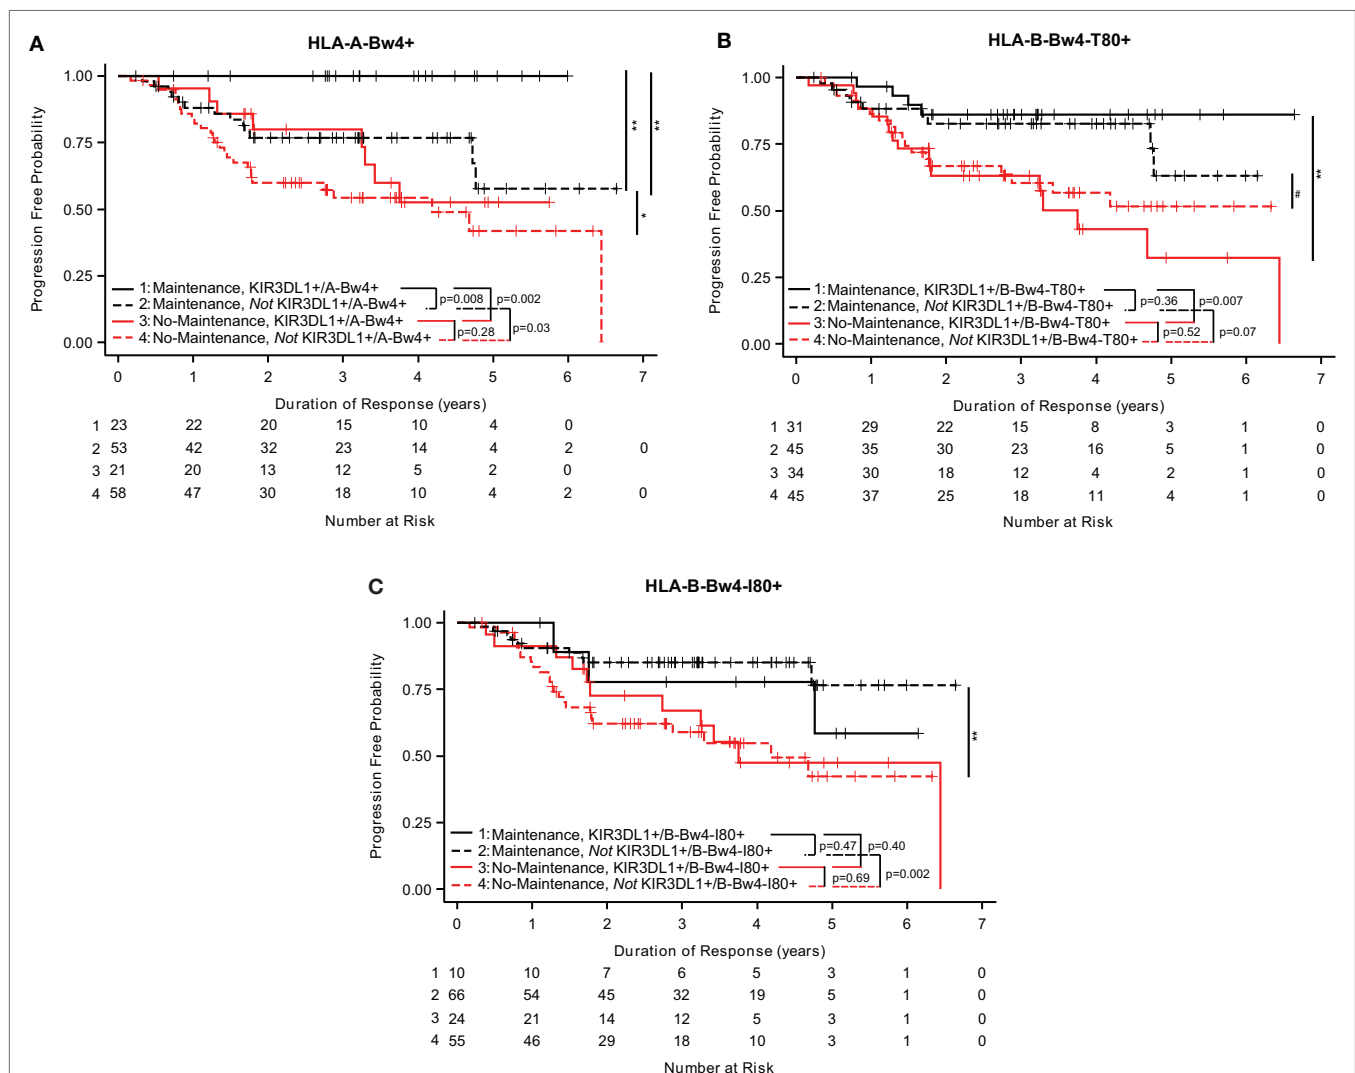 A
HLA-A-Bw4+
Progression Free Probability
1.00
0.75
0.50
0.25
0.00
**
**
*
1: Maintenance, KIR3DL1+/A-Bw4+
2: Maintenance, Not KIR3DL1+/A-Bw4+
3: No-Maintenance, KIR3DL1+/A-Bw4+
4: No-Maintenance, Not KIR3DL1+/A-Bw4+
p=0.008
p=0.002
p=0.28
p=0.03
0 1 2 3 4 5 6 7
Duration of Response (years)
1 23 22 20 15 10 4 0
2 53 42 32 23 14 4 2 0
3 21 20 13 12 5 2 0
4 58 47 30 18 10 4 2 0
Number at Risk
B
HLA-B-Bw4-T80+
Progression Free Probability
1.00
0.75
0.50
0.25
0.00
**
#
1: Maintenance, KIR3DL1+/B-Bw4-T80+
2: Maintenance, Not KIR3DL1+/B-Bw4-T80+
3: No-Maintenance, KIR3DL1+/B-Bw4-T80+
4: No-Maintenance, Not KIR3DL1+/B-Bw4-T80+
p=0.36
p=0.007
p=0.52
p=0.07
0 1 2 3 4 5 6 7
Duration of Response (years)
1 31 29 22 15 8 3 1 0
2 45 35 30 23 16 5 1 0
3 34 30 18 12 4 2 1 0
4 45 37 25 18 11 4 1 0
Number at Risk
C
HLA-B-Bw4-I80+
Progression Free Probability
1.00
0.75
0.50
0.25
0.00
**
1: Maintenance, KIR3DL1+/B-Bw4-I80+
2: Maintenance, Not KIR3DL1+/B-Bw4-I80+
3: No-Maintenance, KIR3DL1+/B-Bw4-I80+
4: No-Maintenance, Not KIR3DL1+/B-Bw4-I80+
p=0.47
p=0.40
p=0.69
p=0.002
0 1 2 3 4 5 6 7
Duration of Response (years)
1 10 10 7 6 5 3 1 0
2 66 54 45 32 19 5 1 0
3 24 21 14 12 5 3 1 0
4 55 46 29 18 10 3 1 0
Number at Risk